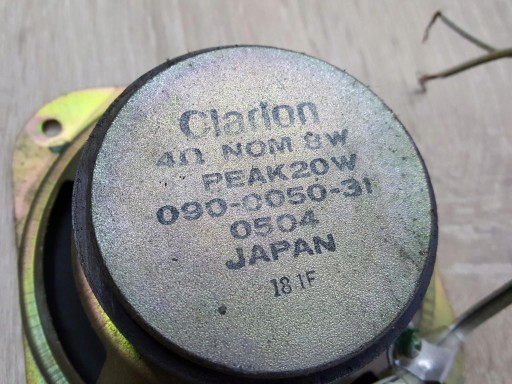 Clarion
4Ω NOM 8W
PEAK20W
090-0050-31
0504
JAPAN
181F